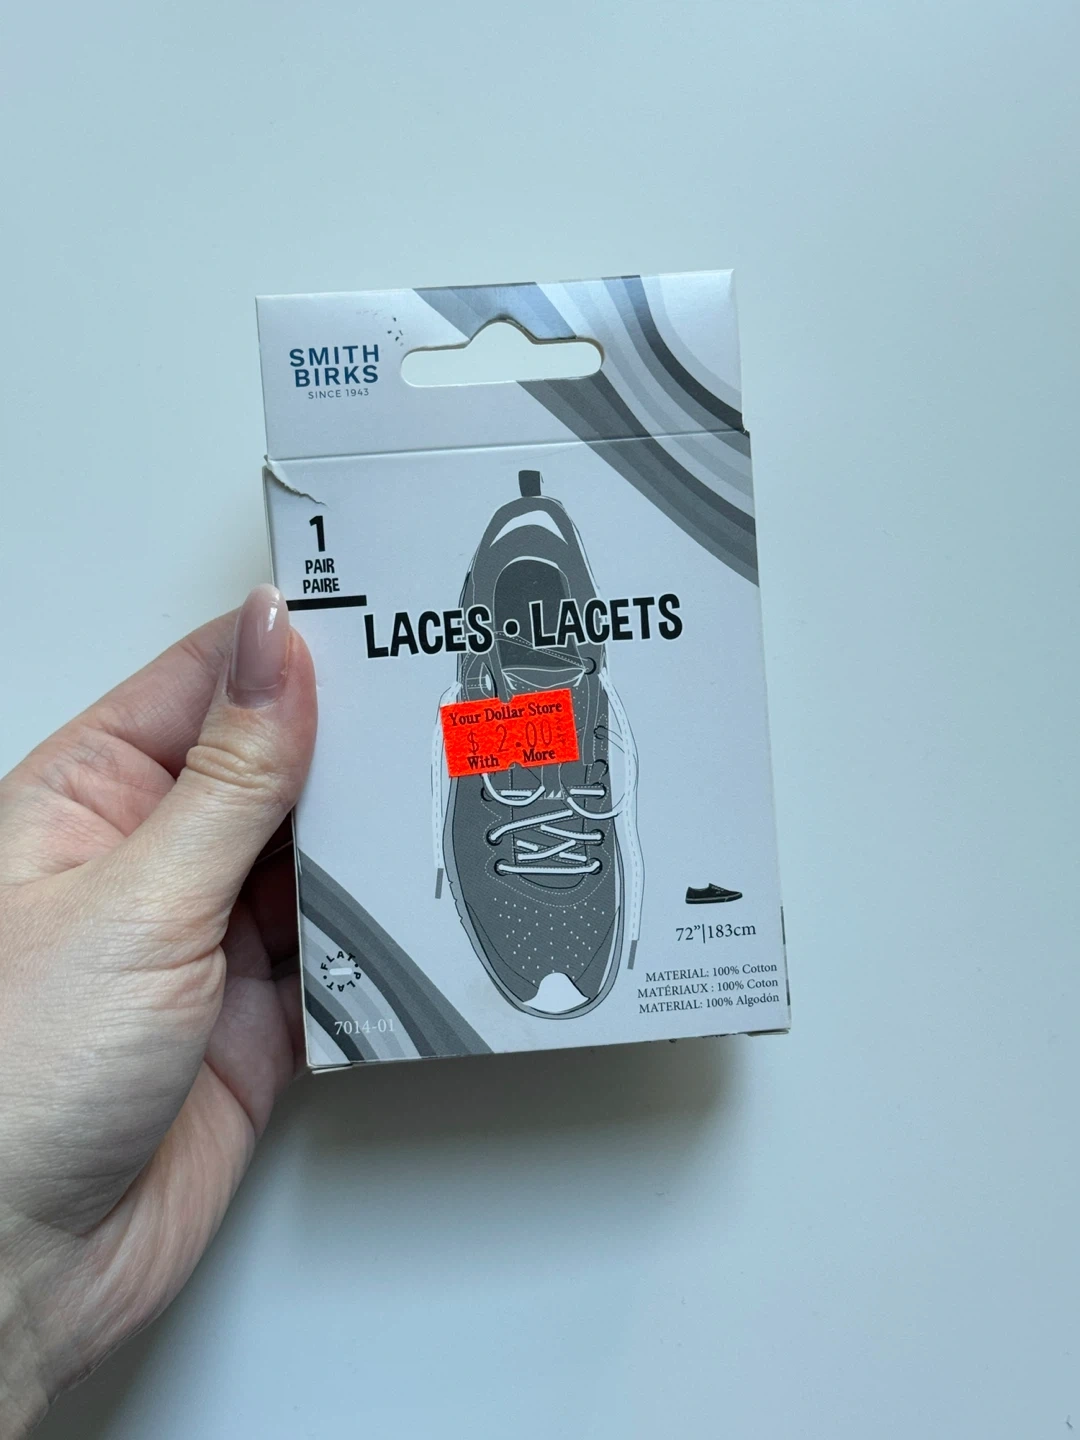 SMITH
BIRKS
SINCE 1943
1
PAIR
PAIRE
LACES • LACETS
Your Dollar Store
$ 2.00
With More
72”|183cm
MATERIAL: 100% Cotton
MATÉRIAUX : 100% Coton
MATERIAL: 100% Algodón
FLAT • PLAT •
7014-01